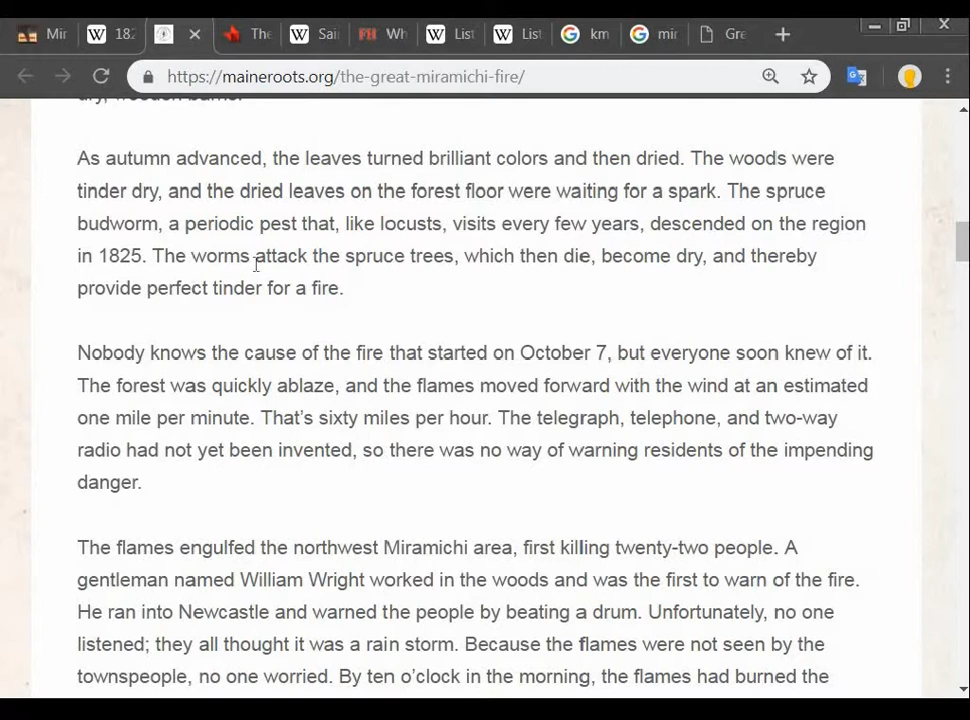 Mir
182
The
Sai
Wh
List
List
km
mir
Gre
https://maineroots.org/the-great-miramichi-fire/
dry, wooden barns.
As autumn advanced, the leaves turned brilliant colors and then dried. The woods were
tinder dry, and the dried leaves on the forest floor were waiting for a spark. The spruce
budworm, a periodic pest that, like locusts, visits every few years, descended on the region
in 1825. The worms attack the spruce trees, which then die, become dry, and thereby
provide perfect tinder for a fire.
Nobody knows the cause of the fire that started on October 7, but everyone soon knew of it.
The forest was quickly ablaze, and the flames moved forward with the wind at an estimated
one mile per minute. That’s sixty miles per hour. The telegraph, telephone, and two-way
radio had not yet been invented, so there was no way of warning residents of the impending
danger.
The flames engulfed the northwest Miramichi area, first killing twenty-two people. A
gentleman named William Wright worked in the woods and was the first to warn of the fire.
He ran into Newcastle and warned the people by beating a drum. Unfortunately, no one
listened; they all thought it was a rain storm. Because the flames were not seen by the
townspeople, no one worried. By ten o’clock in the morning, the flames had burned the